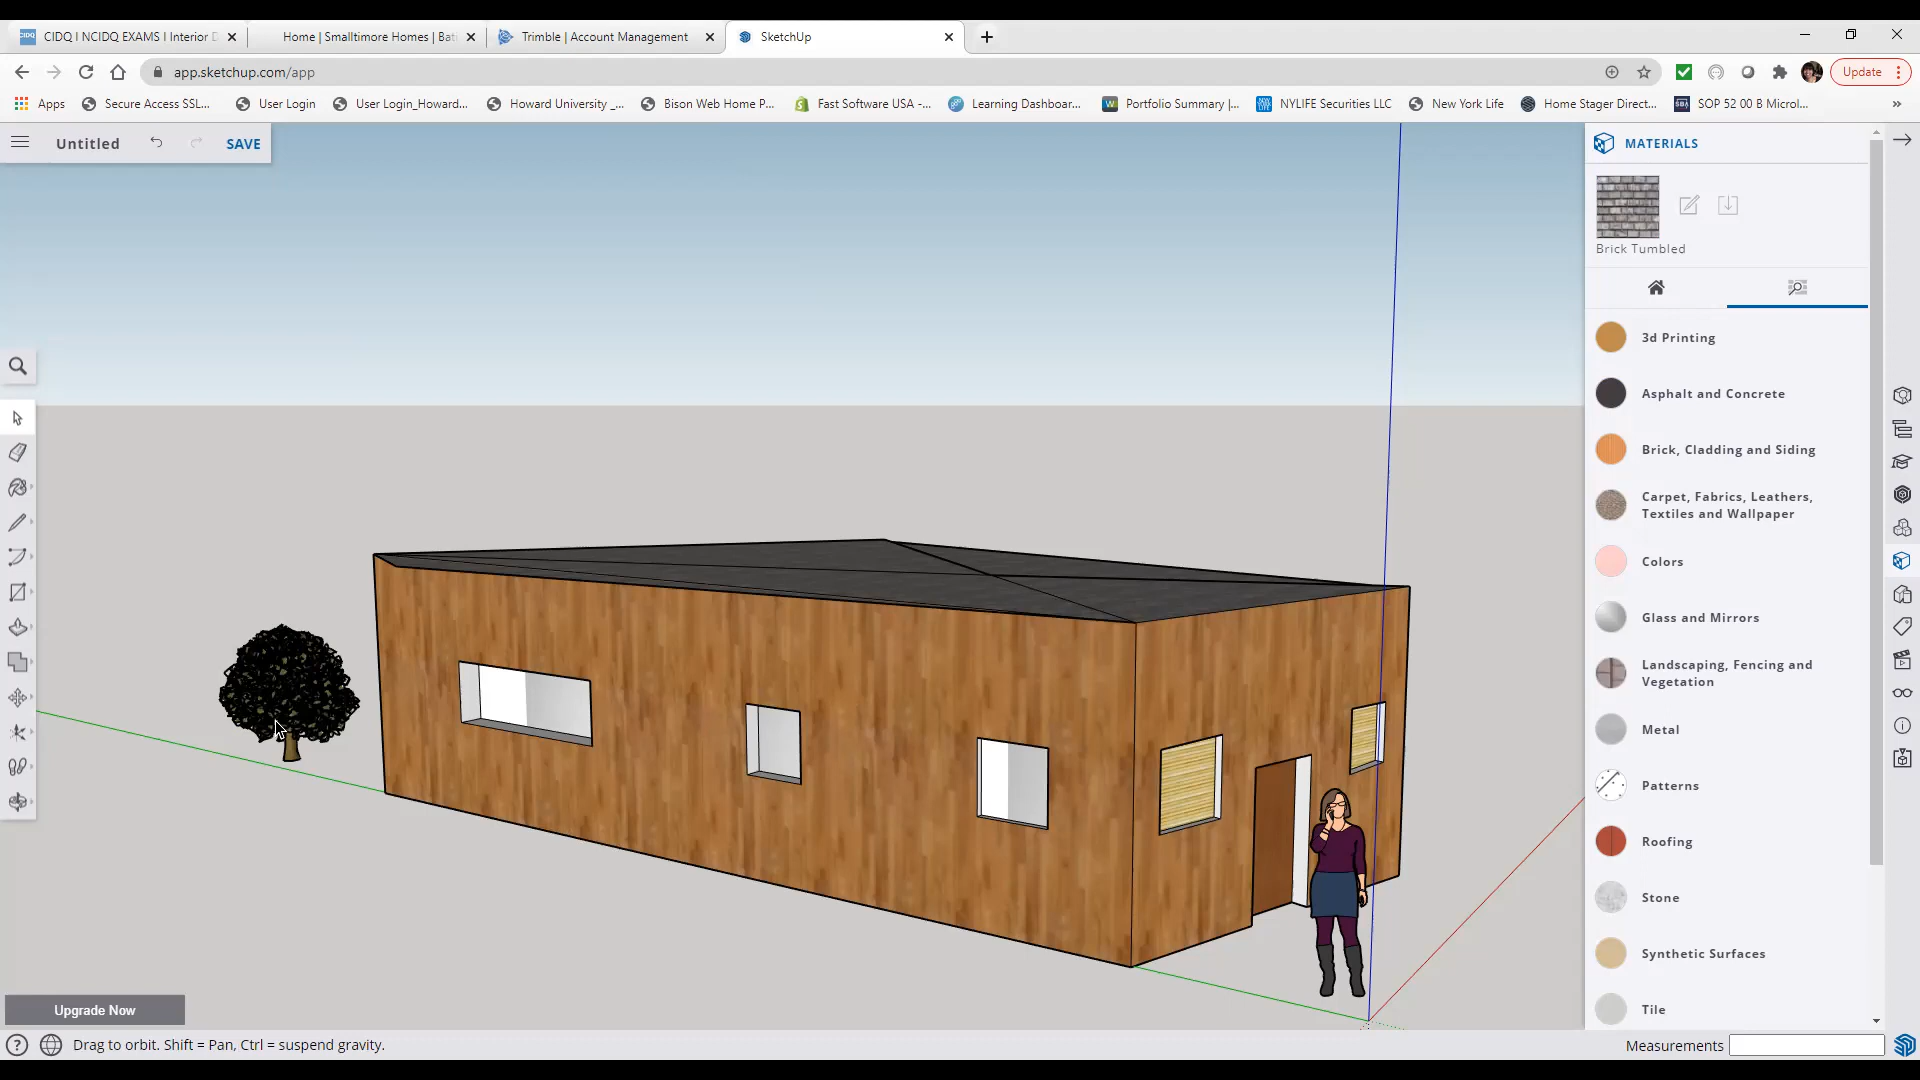 CIDQ I NCIDQ EXAMS I Interior D
Home | Smalltimore Homes | Bat
Trimble | Account Management
SketchUp
app.sketchup.com/app
Update
Apps
Secure Access SSL...
User Login
User Login_Howard...
Howard University _...
Bison Web Home P...
Fast Software USA -...
Learning Dashboar...
Portfolio Summary |...
NYLIFE Securities LLC
New York Life
Home Stager Direct...
SOP 52 00 B Microl...
»
Untitled
SAVE
MATERIALS
Brick Tumbled
3d Printing
Asphalt and Concrete
Brick, Cladding and Siding
Carpet, Fabrics, Leathers,
Textiles and Wallpaper
Colors
Glass and Mirrors
Landscaping, Fencing and
Vegetation
Metal
Patterns
Roofing
Stone
Synthetic Surfaces
Tile
Upgrade Now
Drag to orbit. Shift = Pan, Ctrl = suspend gravity.
Measurements